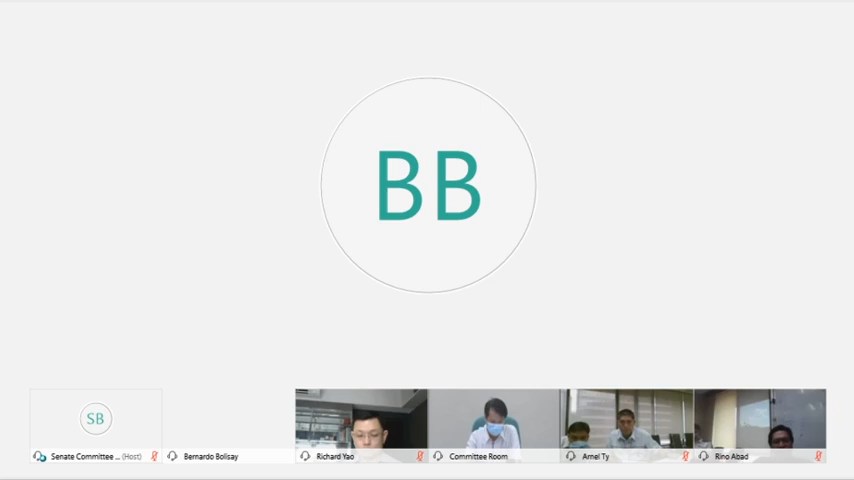 BB
SB
Senate Committee ... (Host)
Bernardo Bolisay
Richard Yao
Committee Room
Arnel Ty
Rino Abad